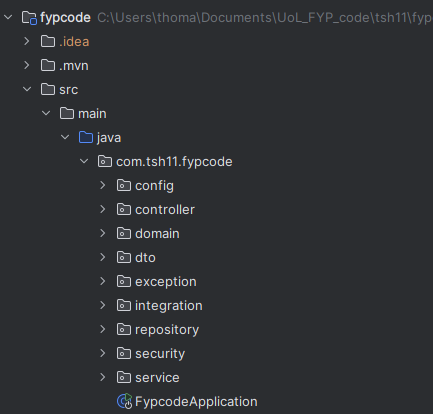 fypcode C:\Users\thoma\Documents\UoL_FYP_code\tsh11\fyp
.idea
.mvn
src
main
java
com.tsh11.fypcode
config
controller
domain
dto
exception
integration
repository
security
service
FypcodeApplication